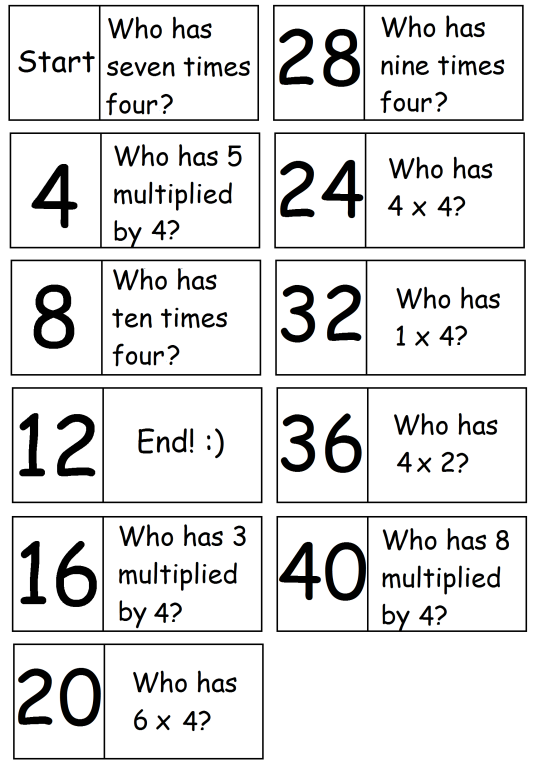 Start
Who has
seven times
four?
28
Who has
nine times
four?
4
Who has 5
multiplied
by 4?
24
Who has
4 x 4?
8
Who has
ten times
four?
32
Who has
1 x 4?
12
End! :)
36
Who has
4 x 2?
16
Who has 3
multiplied
by 4?
40
Who has 8
multiplied
by 4?
20
Who has
6 x 4?